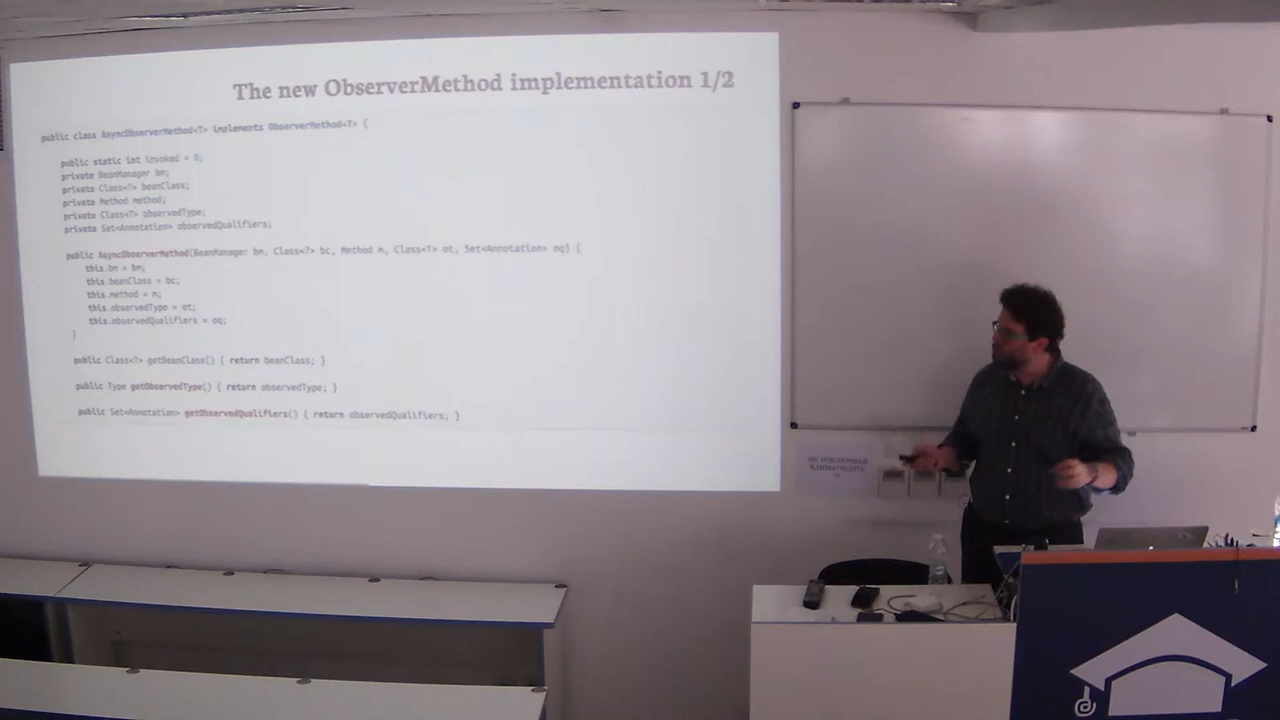 The new ObserverMethod implementation 1/2
public class AsyncObserverMethod<T> implements ObserverMethod<T> {
public static int invoked = 0;
private BeanManager bm;
private Class<?> beanClass;
private Method method;
private Class<T> observedType;
private Set<Annotation> observedQualifiers;
public AsyncObserverMethod(BeanManager bm, Class<?> bc, Method m, Class<T> ot, Set<Annotation> oq) {
this.bm = bm;
this.beanClass = bc;
this.method = m;
this.observedType = ot;
this.observedQualifiers = oq;
}
public Class<?> getBeanClass() { return beanClass; }
public Type getObservedType() { return observedType; }
public Set<Annotation> getObservedQualifiers() { return observedQualifiers; }